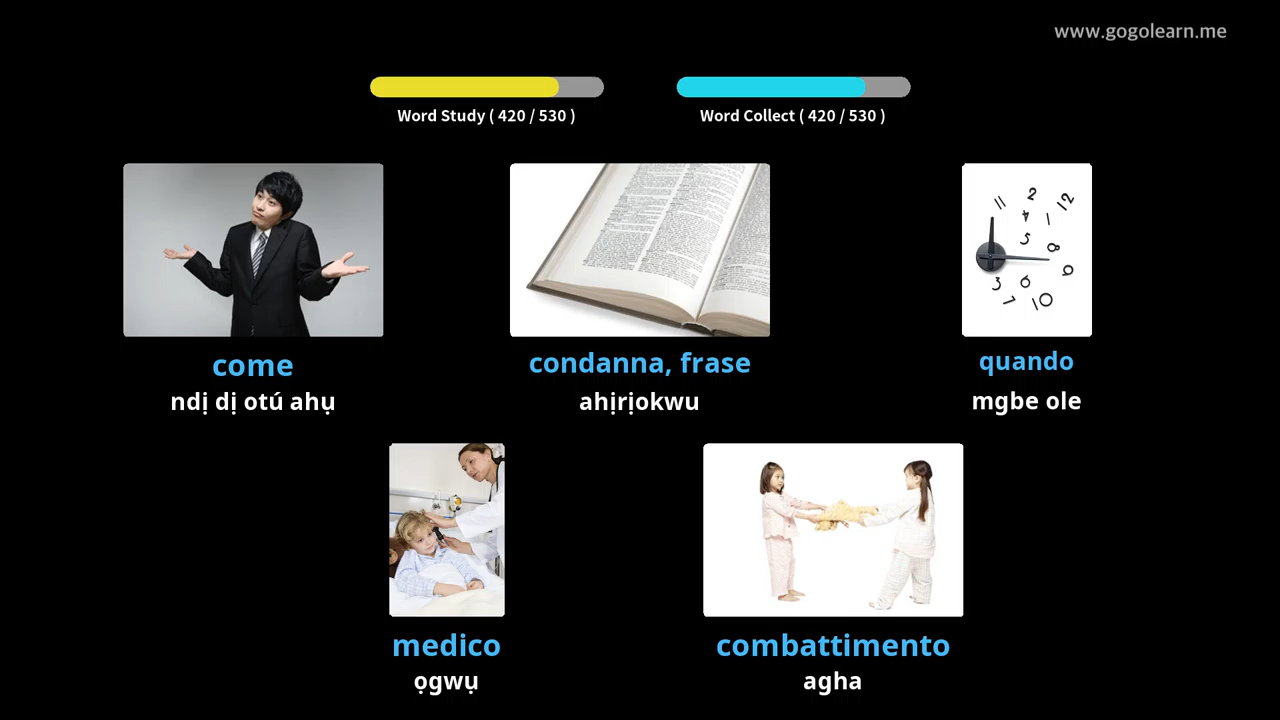 www.gogolearn.me
Word Study ( 420 / 530 )
Word Collect ( 420 / 530 )
come
ndị dị otú ahụ
condanna, frase
ahịrịokwu
quando
mgbe ole
medico
ọgwụ
combattimento
agha